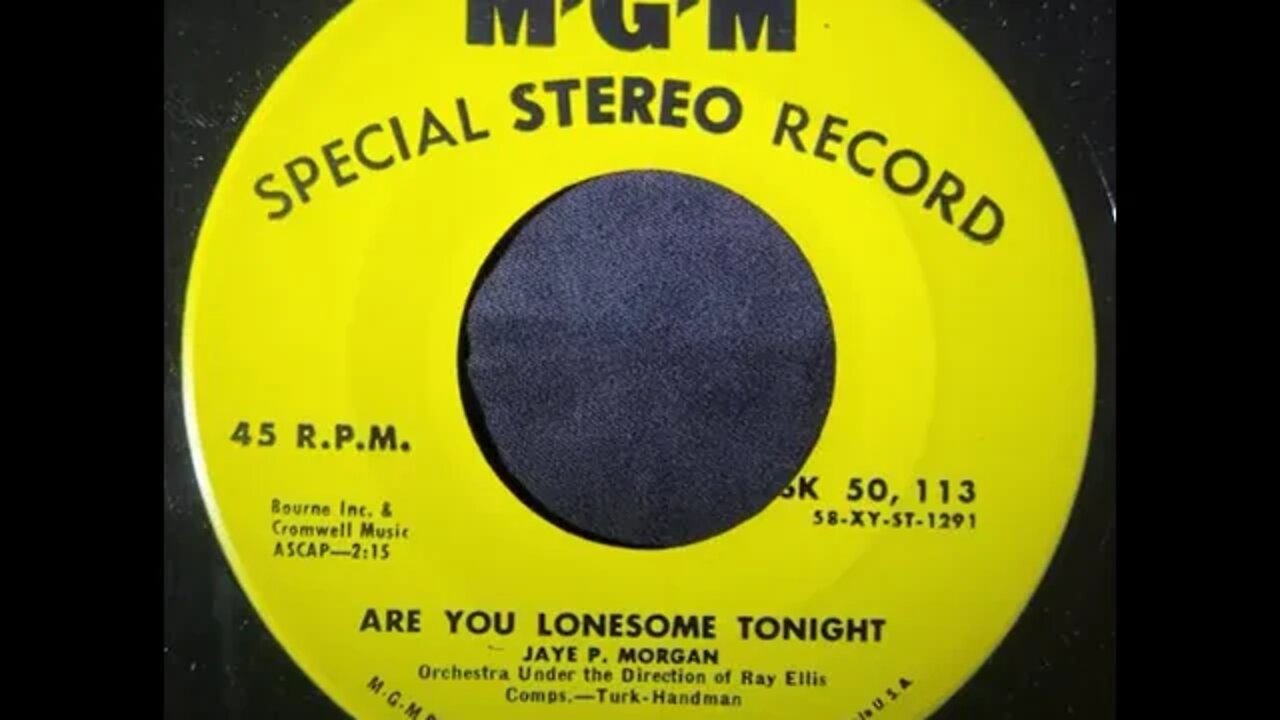 M·G·M
SPECIAL STEREO RECORD
45 R.P.M.
SK 50, 113
58-XY-ST-1291
Bourne Inc. &
Cromwell Music
ASCAP—2:15
ARE YOU LONESOME TONIGHT
JAYE P. MORGAN
Orchestra Under the Direction of Ray Ellis
Comps.—Turk-Handman
M-G-M
U.S.A.